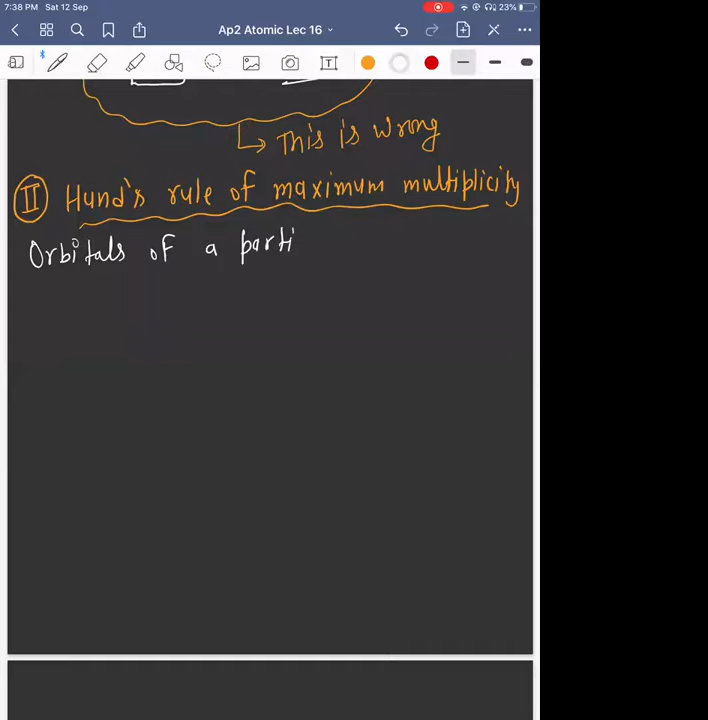 7:38 PM Sat 12 Sep 23%
Ap2 Atomic Lec 16
T
This is wrong
II Hund's rule of maximum multiplicity
Orbitals of a parti